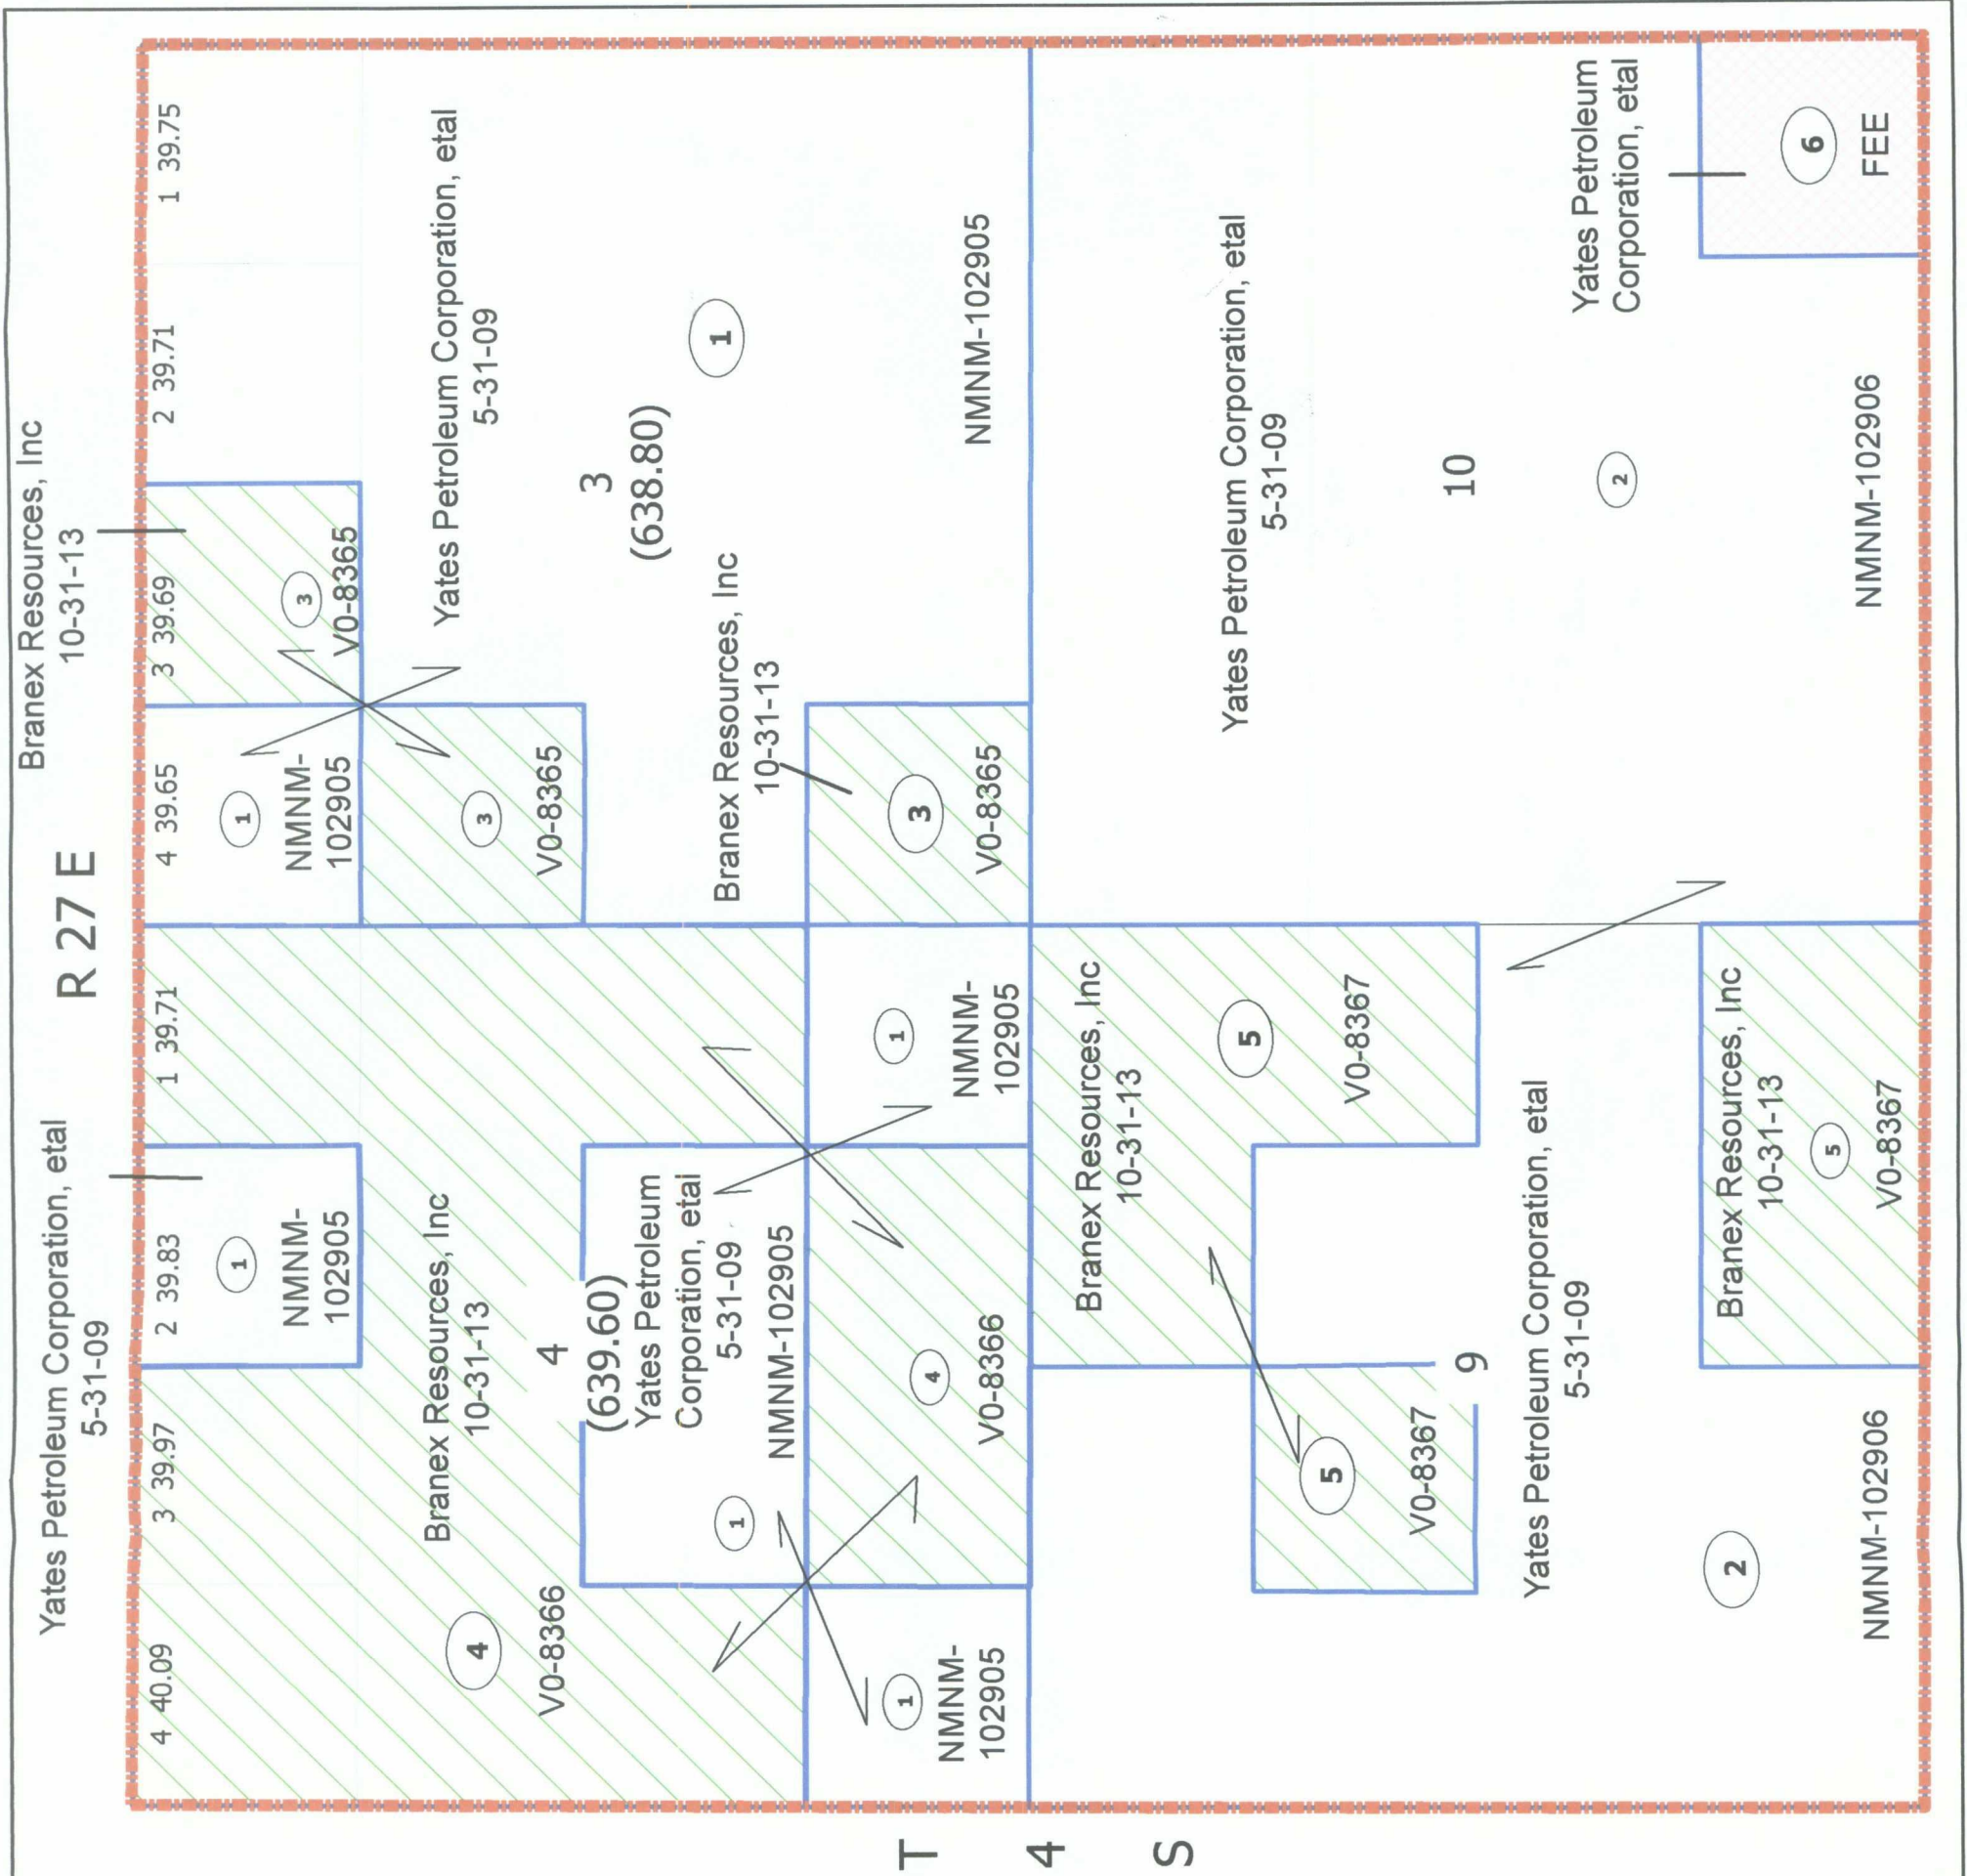 Yates Petroleum Corporation, etal
5-31-09
R 27 E
Branex Resources, Inc
10-31-13
4 40.09
3 39.97
2 39.83
1 39.71
4 39.65
3 39.69
2 39.71
1 39.75
1
NMNM-
102905
1
NMNM-
102905
3
V0-8365
Branex Resources, Inc
10-31-13
4
V0-8366
4
(639.60)
3
V0-8365
Yates Petroleum Corporation, etal
5-31-09
3
(638.80)
1
NMNM-102905
Yates Petroleum
Corporation, etal
5-31-09
1
NMNM-102905
Branex Resources, Inc
10-31-13
T
4
S
1
NMNM-
102905
4
V0-8366
1
NMNM-
102905
3
V0-8365
Branex Resources, Inc
10-31-13
5
V0-8367
5
V0-8367
9
Yates Petroleum Corporation, etal
5-31-09
2
NMNM-102906
Branex Resources, Inc
10-31-13
5
V0-8367
Yates Petroleum Corporation, etal
5-31-09
10
2
NMNM-102906
Yates Petroleum
Corporation, etal
6
FEE